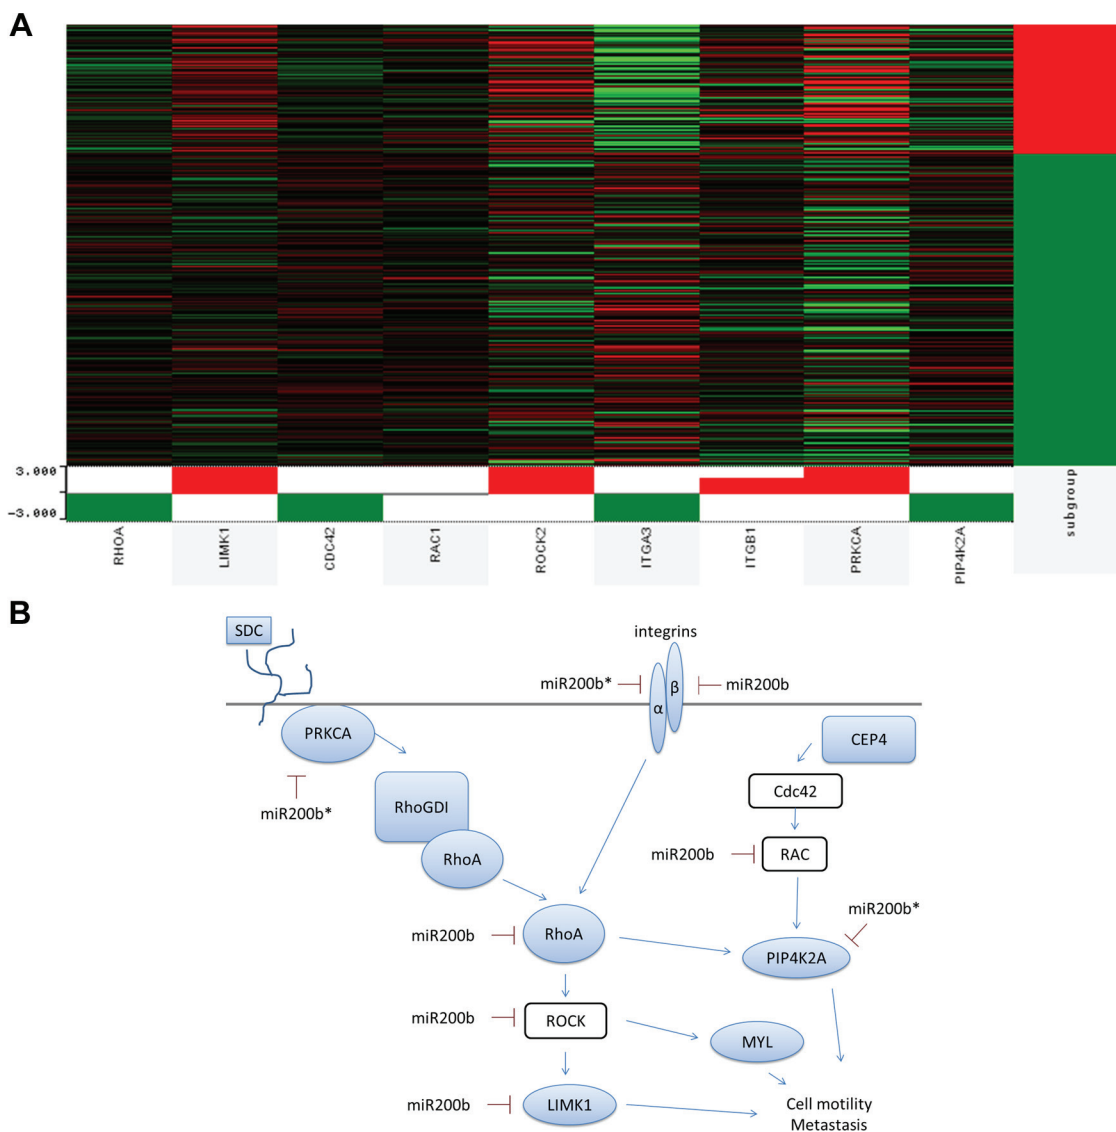 A
3.000
-3.000
RHOA
LIMK1
CDC42
RAC1
ROCK2
ITGA3
ITGB1
PRKCA
PIP4K2A
subgroup
B
SDC
integrins
miR200b*
β
miR200b
α
PRKCA
CEP4
miR200b*
RhoGDI
Cdc42
RhoA
miR200b
RAC
miR200b*
miR200b
RhoA
PIP4K2A
miR200b
ROCK
MYL
miR200b
LIMK1
Cell motility
Metastasis